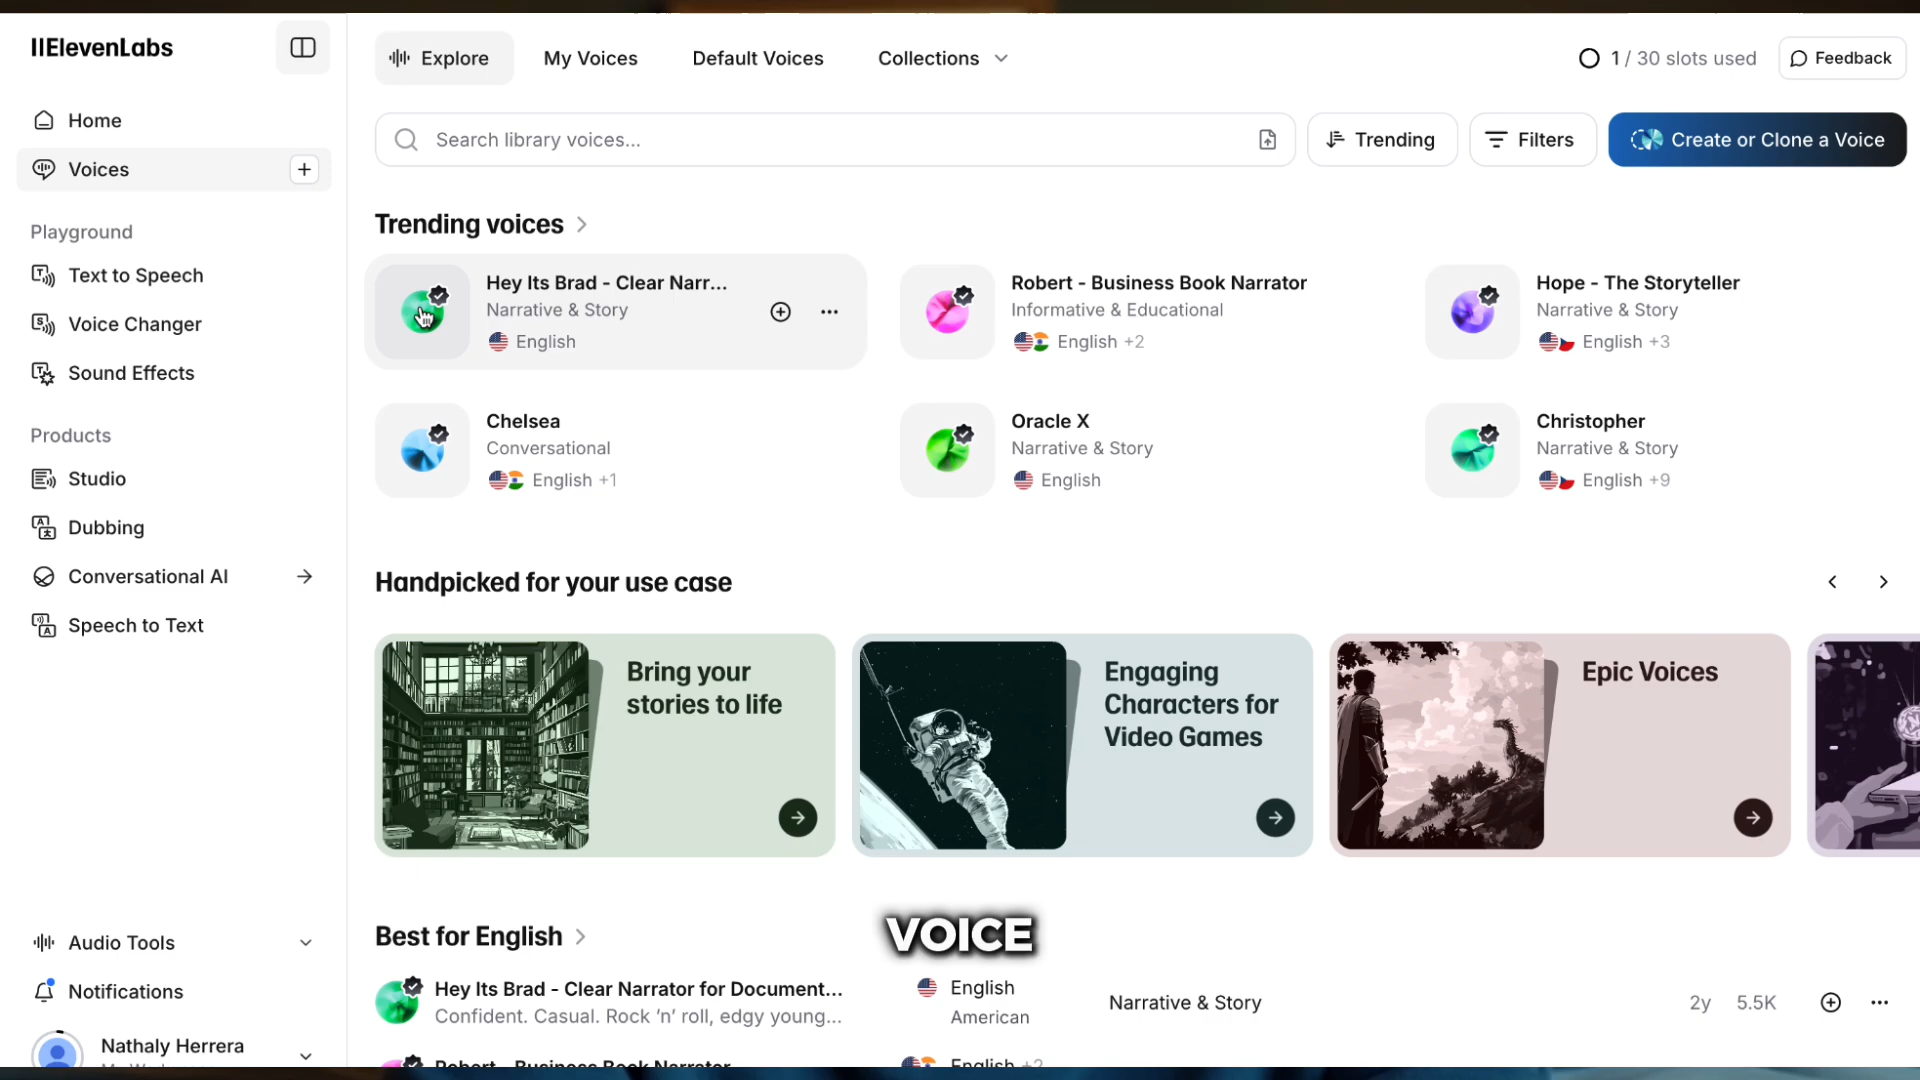 IIElevenLabs
Home
Voices
Playground
Text to Speech
Voice Changer
Sound Effects
Products
Studio
Dubbing
Conversational AI
Speech to Text
Audio Tools
Notifications
Nathaly Herrera
Explore
My Voices
Default Voices
Collections
1 / 30 slots used
Feedback
Search library voices...
Trending
Filters
Create or Clone a Voice
Trending voices
Hey Its Brad - Clear Narr...
Narrative & Story
English
Robert - Business Book Narrator
Informative & Educational
English +2
Hope - The Storyteller
Narrative & Story
English +3
Chelsea
Conversational
English +1
Oracle X
Narrative & Story
English
Christopher
Narrative & Story
English +9
Handpicked for your use case
Bring your
stories to life
Engaging
Characters for
Video Games
Epic Voices
Best for English
VOICE
Hey Its Brad - Clear Narrator for Document...
Confident. Casual. Rock 'n' roll, edgy young...
English
American
Narrative & Story
2y
5.5K
Robert - Business Book Narrator
English +2